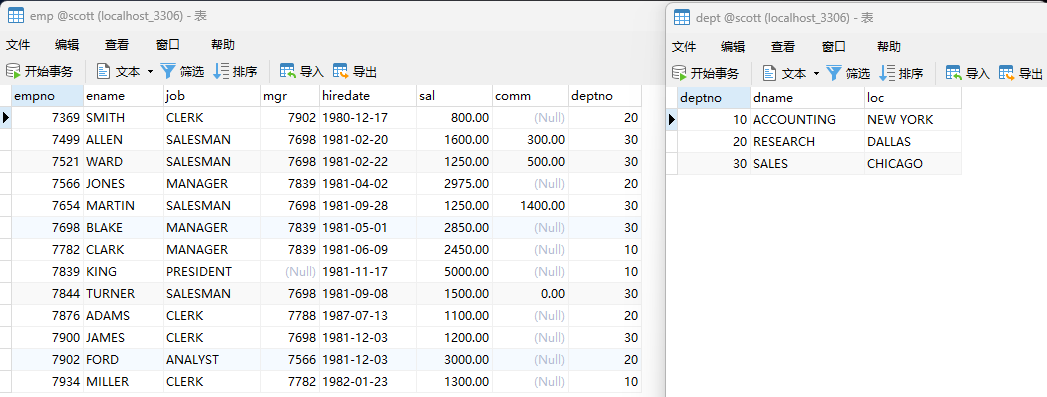 emp @scott (localhost_3306) - 表
文件 编辑 查看 窗口 帮助
开始事务 文本 筛选 排序 导入 导出
empno ename job mgr hiredate sal comm deptno
7369 SMITH CLERK 7902 1980-12-17 800.00 (Null) 20
7499 ALLEN SALESMAN 7698 1981-02-20 1600.00 300.00 30
7521 WARD SALESMAN 7698 1981-02-22 1250.00 500.00 30
7566 JONES MANAGER 7839 1981-04-02 2975.00 (Null) 20
7654 MARTIN SALESMAN 7698 1981-09-28 1250.00 1400.00 30
7698 BLAKE MANAGER 7839 1981-05-01 2850.00 (Null) 30
7782 CLARK MANAGER 7839 1981-06-09 2450.00 (Null) 10
7839 KING PRESIDENT (Null) 1981-11-17 5000.00 (Null) 10
7844 TURNER SALESMAN 7698 1981-09-08 1500.00 0.00 30
7876 ADAMS CLERK 7788 1987-07-13 1100.00 (Null) 20
7900 JAMES CLERK 7698 1981-12-03 1200.00 (Null) 30
7902 FORD ANALYST 7566 1981-12-03 3000.00 (Null) 20
7934 MILLER CLERK 7782 1982-01-23 1300.00 (Null) 10
dept @scott (localhost_3306) - 表
文件 编辑 查看 窗口 帮助
开始事务 文本 筛选 排序 导入 导出
deptno dname loc
10 ACCOUNTING NEW YORK
20 RESEARCH DALLAS
30 SALES CHICAGO